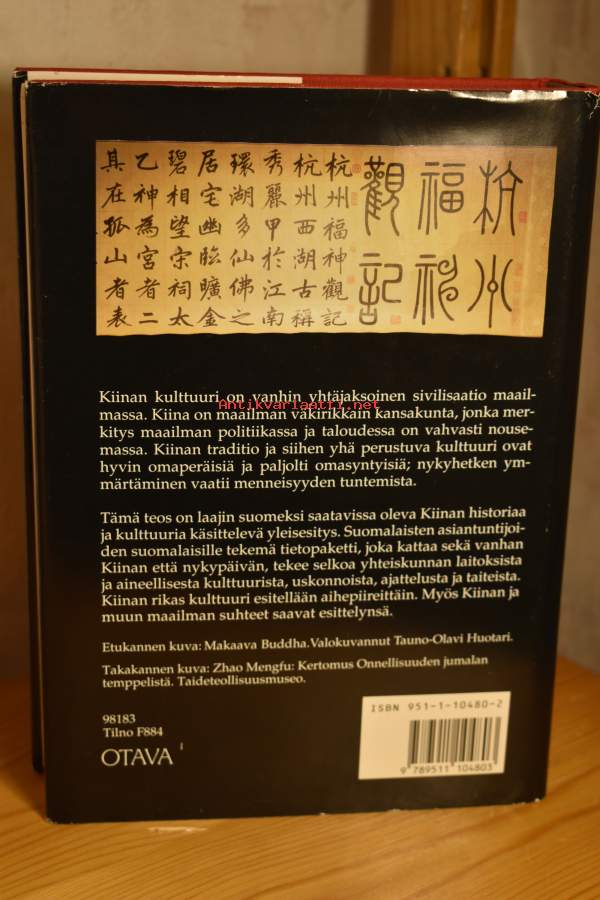 杭州
福神
觀記
杭州福神觀記
杭州西湖古稱
秀麗甲於江南
環湖多仙佛之
居宅幽臨曠金
碧相望宋祠太
乙神為宮者二
其在孤山者表
Kiinan kulttuuri on vanhin yhtäjaksoinen sivilisaatio maail-
massa. Kiina on maailman väkirikkain kansakunta, jonka mer-
kitys maailman politiikassa ja taloudessa on vahvasti nouse-
massa. Kiinan traditio ja siihen yhä perustuva kulttuuri ovat
hyvin omaperäisiä ja paljolti omasyntyisiä; nykyhetken ym-
märtäminen vaatii menneisyyden tuntemista.
Tämä teos on laajin suomeksi saatavissa oleva Kiinan historiaa
ja kulttuuria käsittelevä yleisesitys. Suomalaisten asiantuntijoi-
den suomalaisille tekemä tietopaketti, joka kattaa sekä vanhan
Kiinan että nykypäivän, tekee selkoa yhteiskunnan laitoksista
ja aineellisesta kulttuurista, uskonnoista, ajattelusta ja taiteista.
Kiinan rikas kulttuuri esitellään aihepiireittäin. Myös Kiinan ja
muun maailman suhteet saavat esittelynsä.
Etukannen kuva: Makaava Buddha.Valokuvannut Tauno-Olavi Huotari.
Takakannen kuva: Zhao Mengfu: Kertomus Onnellisuuden jumalan
temppelistä. Taideteollisuusmuseo.
98183
Tilno F884
OTAVA
ISBN 951-1-10480-2
9 789511 104803
Antikvariaatti.net